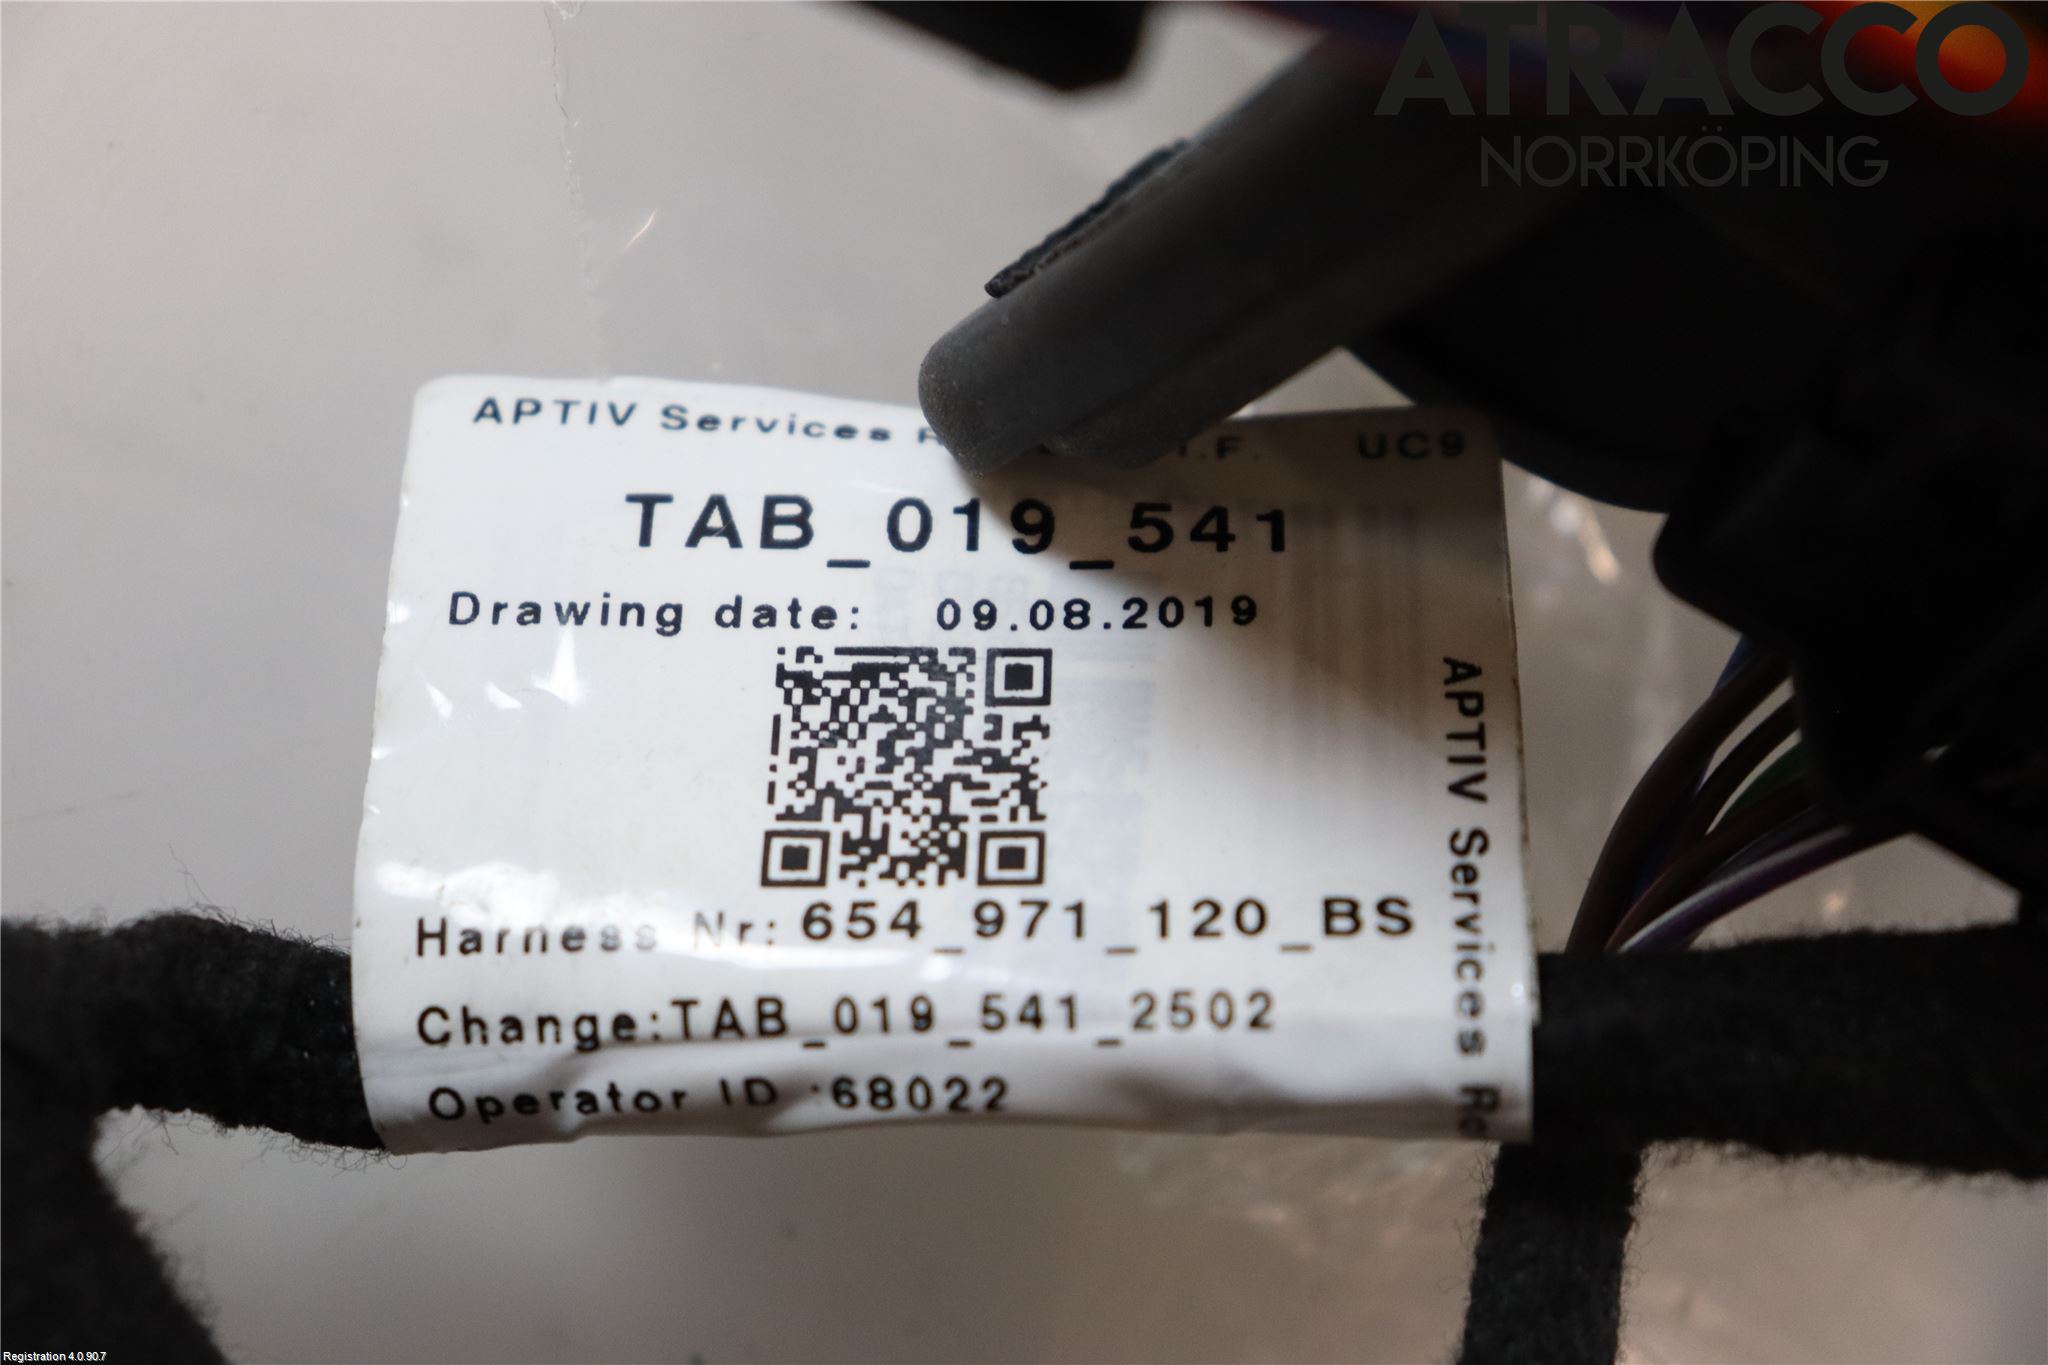 ATRACCO
NORRKÖPING
APTIV Services
UC9
TAB_019_541
Drawing date: 09.08.2019
Harness Nr: 654_971_120_BS
Change:TAB_019_541_2502
Operator ID :68022
APTIV Services
Registration 4.0.90.7